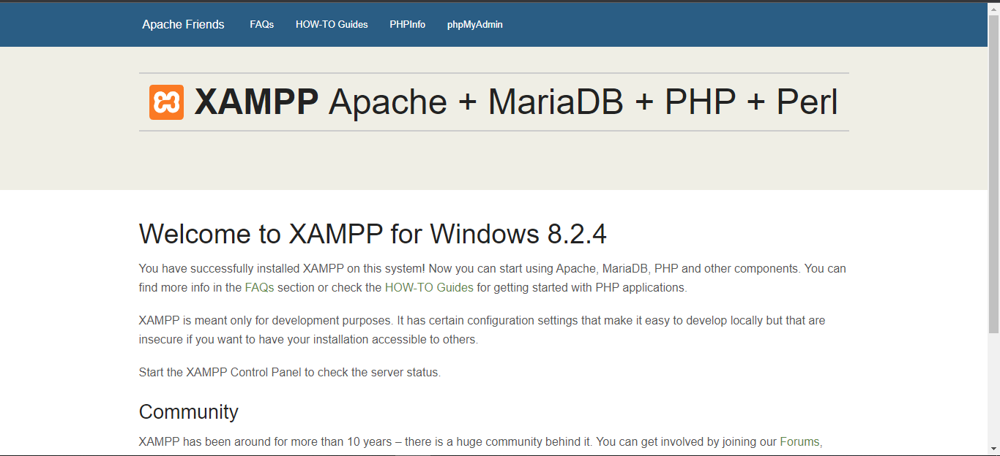 Apache Friends FAQs HOW-TO Guides PHPInfo phpMyAdmin
XAMPP Apache + MariaDB + PHP + Perl
Welcome to XAMPP for Windows 8.2.4
You have successfully installed XAMPP on this system! Now you can start using Apache, MariaDB, PHP and other components. You can
find more info in the FAQs section or check the HOW-TO Guides for getting started with PHP applications.
XAMPP is meant only for development purposes. It has certain configuration settings that make it easy to develop locally but that are
insecure if you want to have your installation accessible to others.
Start the XAMPP Control Panel to check the server status.
Community
XAMPP has been around for more than 10 years – there is a huge community behind it. You can get involved by joining our Forums,